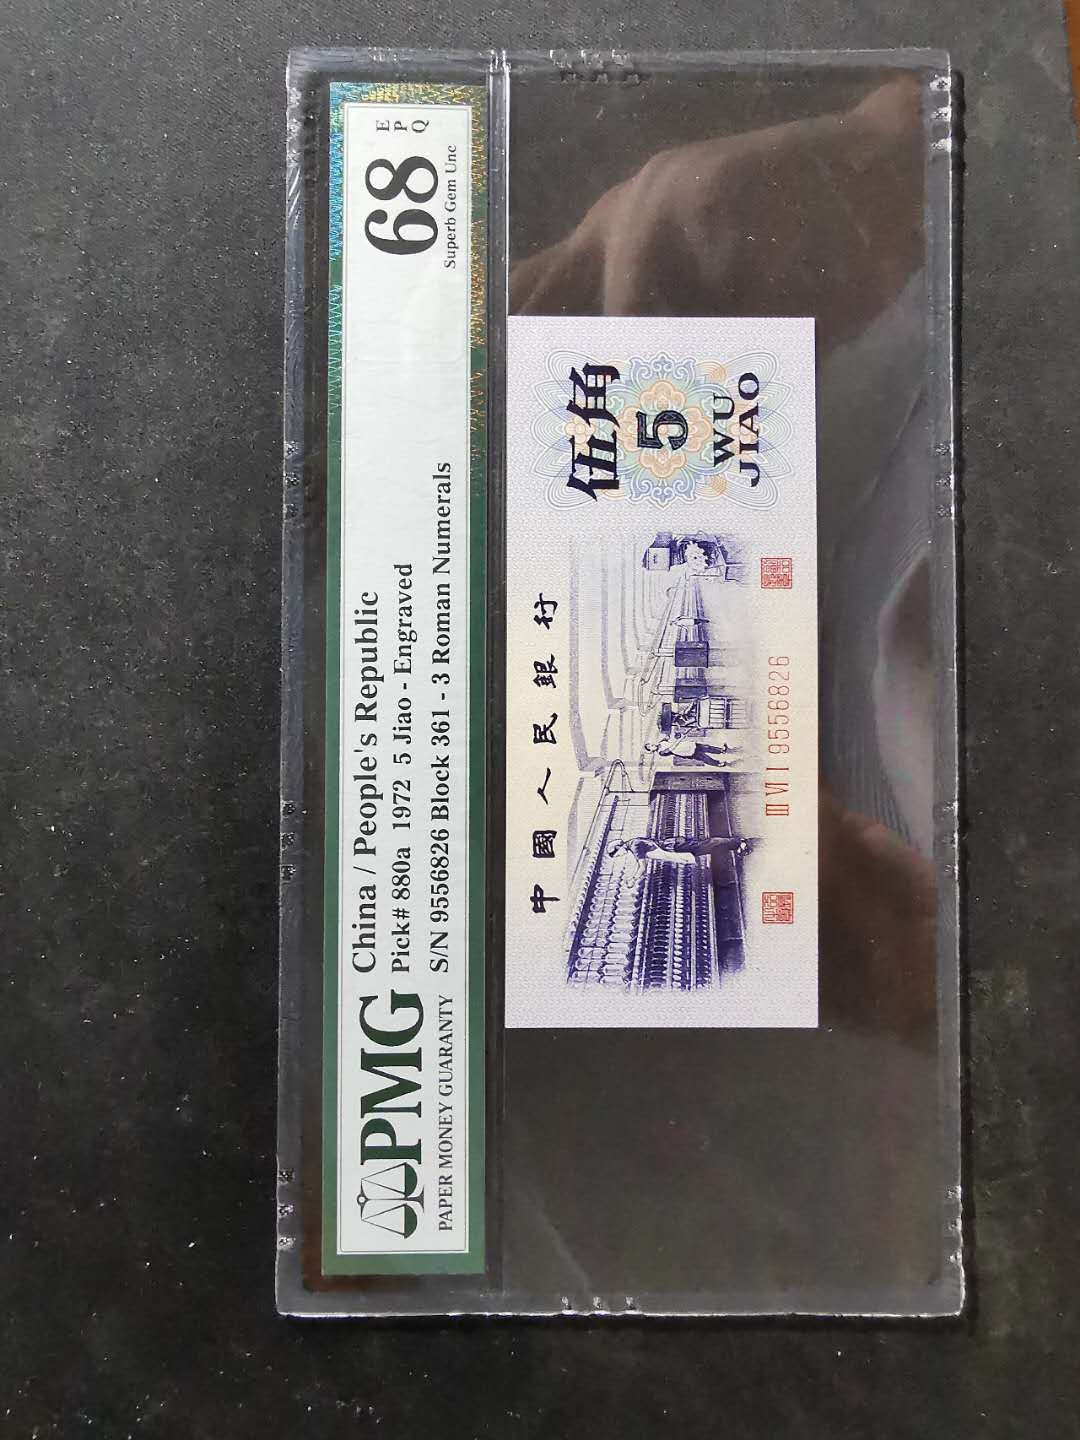 PMG
PAPER MONEY GUARANTY
China / People's Republic
Pick# 880a 1972 5 Jiao - Engraved
S/N 9556826 Block 361 - 3 Roman Numerals
68
EPQ
Superb Gem Unc
中國人民銀行
伍角
5
WU
JIAO
III VI I 9556826